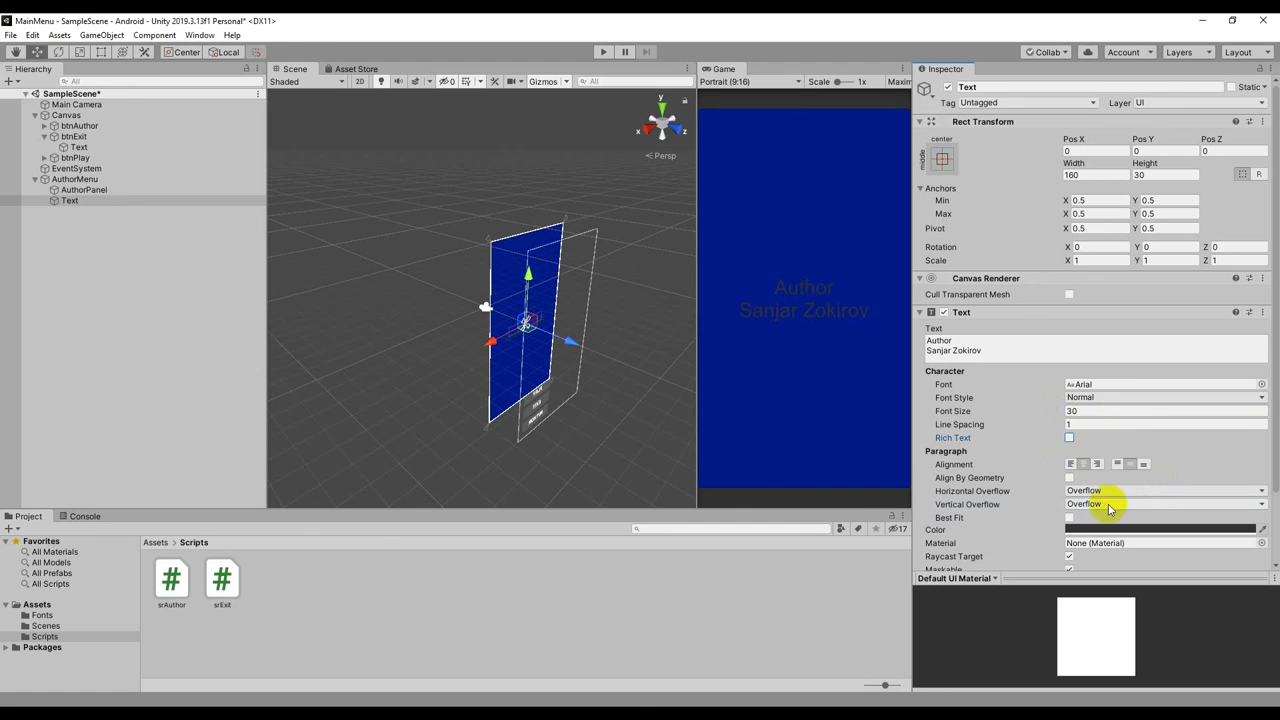 MainMenu - SampleScene - Android - Unity 2019.3.13f1 Personal* <DX11>
File Edit Assets GameObject Component Window Help
Center Local Collab Account Layers Layout
Hierarchy
All
SampleScene*
Main Camera
Canvas
btnAuthor
btnExit
Text
btnPlay
EventSystem
AuthorMenu
AuthorPanel
Text
Scene Asset Store
Shaded 2D 0 Gizmos All
y
x z
Persp
Game
Portrait (9:16) Scale 1x Maxim
Author
Sanjar Zokirov
Inspector
Text Static
Tag Untagged Layer UI
Rect Transform
center
middle
Pos X Pos Y Pos Z
0 0 0
Width Height
160 30 R
Anchors
Min X 0.5 Y 0.5
Max X 0.5 Y 0.5
Pivot X 0.5 Y 0.5
Rotation X 0 Y 0 Z 0
Scale X 1 Y 1 Z 1
Canvas Renderer
Cull Transparent Mesh
Text
Text
Author
Sanjar Zokirov
Character
Font Aa Arial
Font Style Normal
Font Size 30
Line Spacing 1
Rich Text
Paragraph
Alignment
Align By Geometry
Horizontal Overflow Overflow
Vertical Overflow Overflow
Best Fit
Color
Material None (Material)
Raycast Target
Maskable
Default UI Material
Project Console
17
Favorites
All Materials
All Models
All Prefabs
All Scripts
Assets
Fonts
Scenes
Scripts
Packages
Assets > Scripts
# #
srAuthor srExit